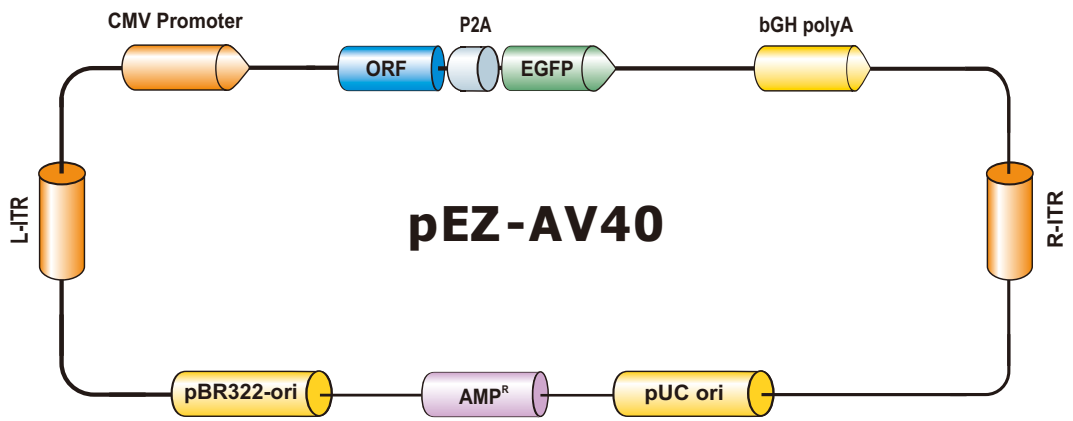 CMV Promoter
P2A
bGH polyA
ORF
EGFP
L-ITR
pEZ-AV40
R-ITR
pBR322-ori
AMPᴿ
pUC ori